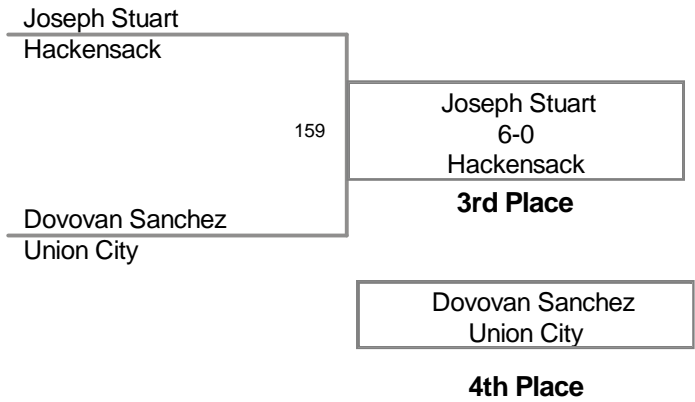 Joseph Stuart
Hackensack
159
Joseph Stuart
6-0
Hackensack
3rd Place
Dovovan Sanchez
Union City
Dovovan Sanchez
Union City
4th Place